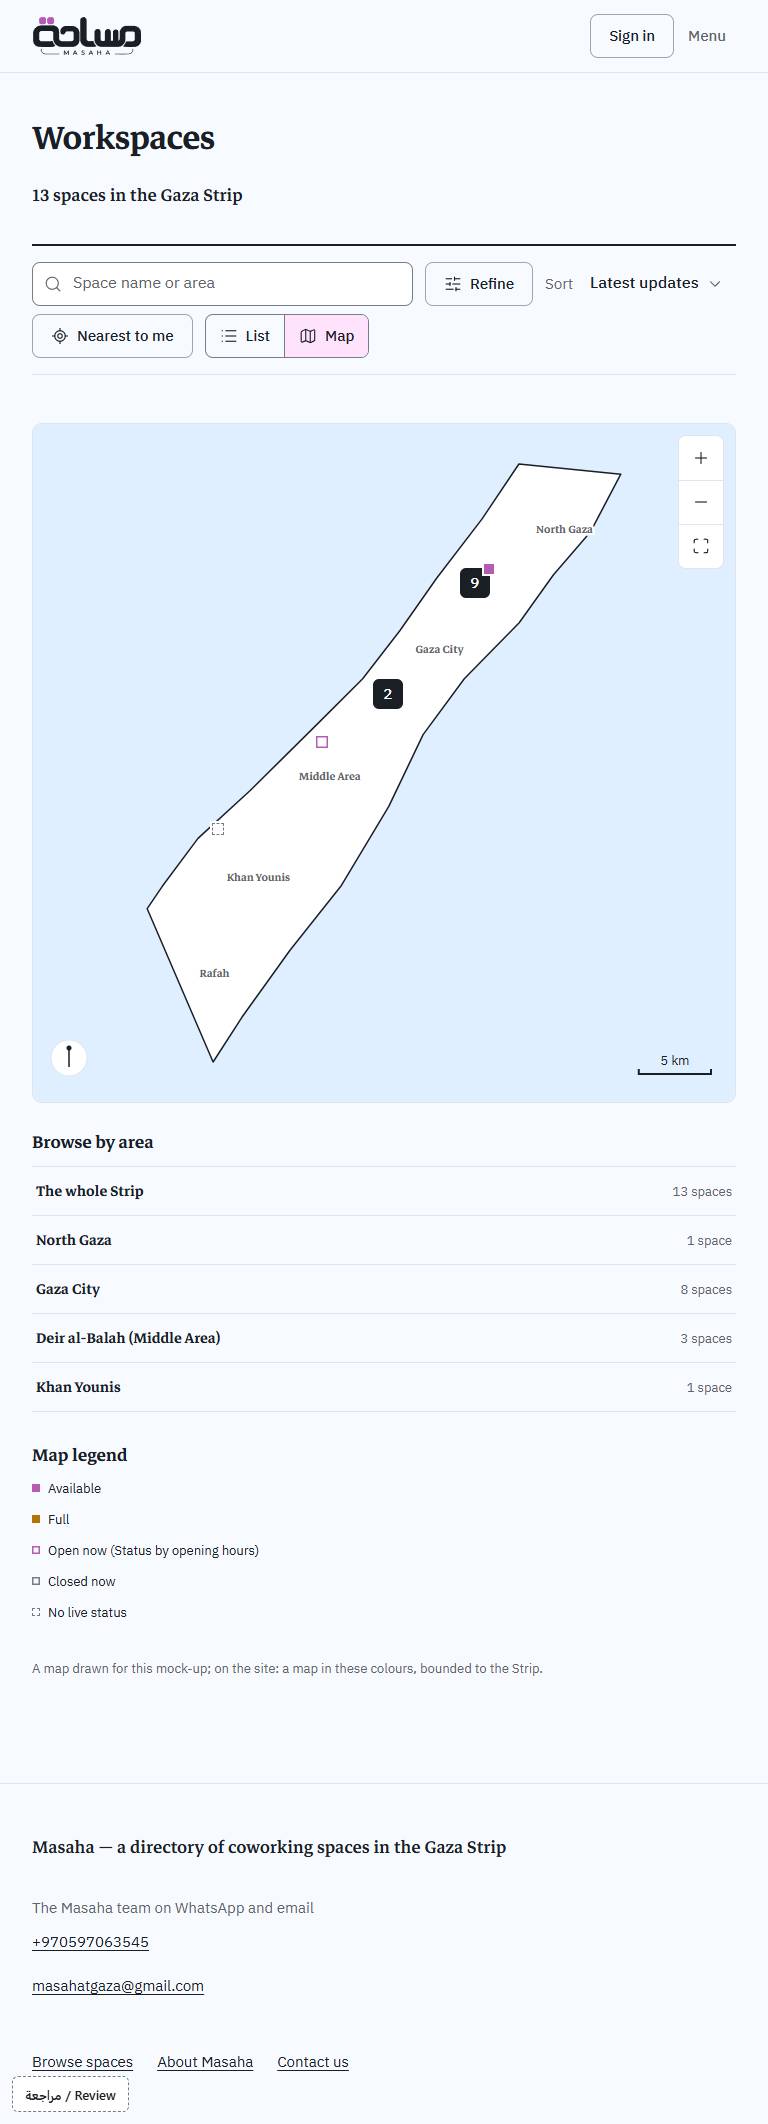 مساحة
MASAHA
Sign in
Menu
Workspaces
13 spaces in the Gaza Strip
Space name or area
Refine
Sort
Latest updates
Nearest to me
List
Map
North Gaza
9
Gaza City
2
Middle Area
Khan Younis
Rafah
5 km
Browse by area
The whole Strip
13 spaces
North Gaza
1 space
Gaza City
8 spaces
Deir al-Balah (Middle Area)
3 spaces
Khan Younis
1 space
Map legend
Available
Full
Open now (Status by opening hours)
Closed now
No live status
A map drawn for this mock-up; on the site: a map in these colours, bounded to the Strip.
Masaha — a directory of coworking spaces in the Gaza Strip
The Masaha team on WhatsApp and email
+970597063545
masahatgaza@gmail.com
Browse spaces
About Masaha
Contact us
مراجعة / Review